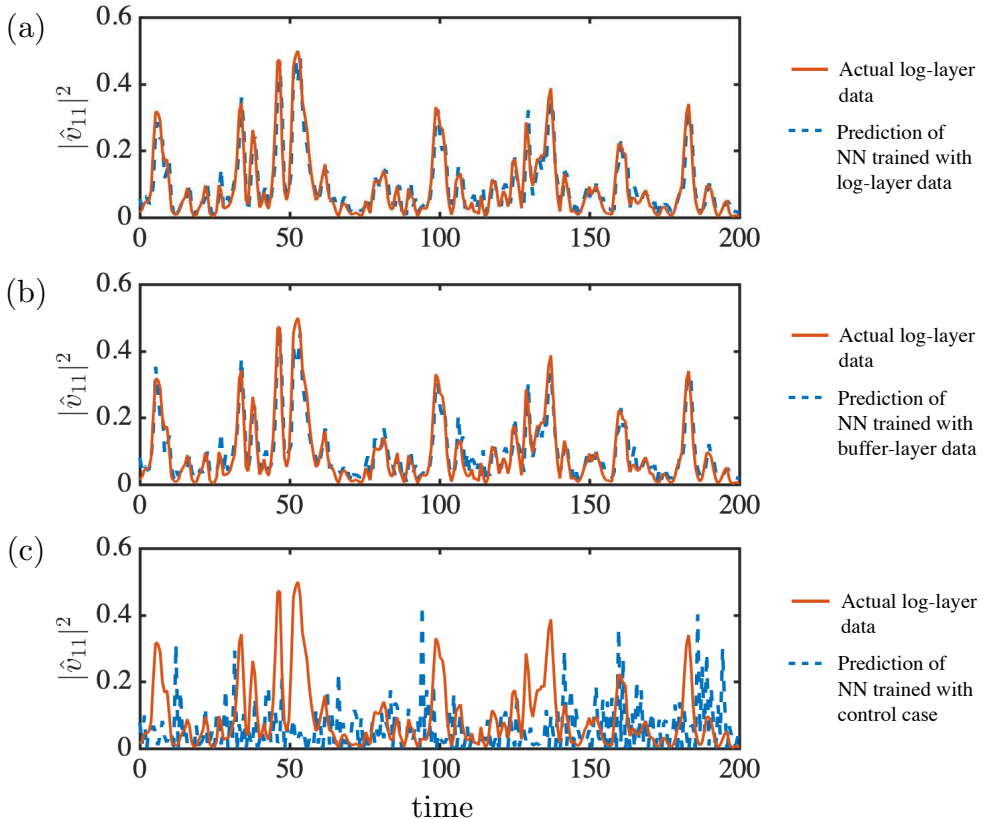 (a)
0.6
0.4
0.2
0
|v̂₁₁|²
0 50 100 150 200
Actual log-layer
data
Prediction of
NN trained with
log-layer data
(b)
0.6
0.4
0.2
0
|v̂₁₁|²
0 50 100 150 200
Actual log-layer
data
Prediction of
NN trained with
buffer-layer data
(c)
0.6
0.4
0.2
0
|v̂₁₁|²
0 50 100 150 200
time
Actual log-layer
data
Prediction of
NN trained with
control case